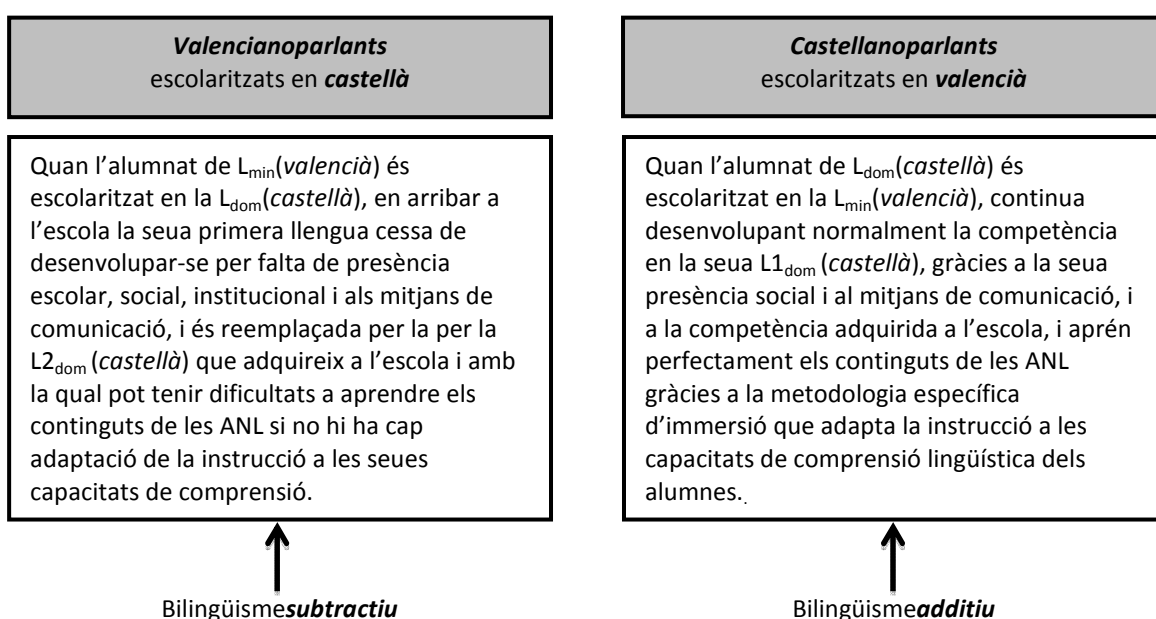 Valencianoparlants
escolaritzats en castellà
Quan l'alumnat de Lmin(valencià) és
escolaritzat en la Ldom(castellà), en arribar a
l'escola la seua primera llengua cessa de
desenvolupar-se per falta de presència
escolar, social, institucional i als mitjans de
comunicació, i és reemplaçada per la per la
L2dom (castellà) que adquireix a l'escola i amb
la qual pot tenir dificultats a aprendre els
continguts de les ANL si no hi ha cap
adaptació de la instrucció a les seues
capacitats de comprensió.
Bilingüismesubtractiu
Castellanoparlants
escolaritzats en valencià
Quan l'alumnat de Ldom(castellà) és
escolaritzat en la Lmin(valencià), continua
desenvolupant normalment la competència
en la seua L1dom (castellà), gràcies a la seua
presència social i al mitjans de comunicació, i
a la competència adquirida a l'escola, i aprén
perfectament els continguts de les ANL
gràcies a la metodologia específica
d'immersió que adapta la instrucció a les
capacitats de comprensió lingüística dels
alumnes..
Bilingüismeadditiu